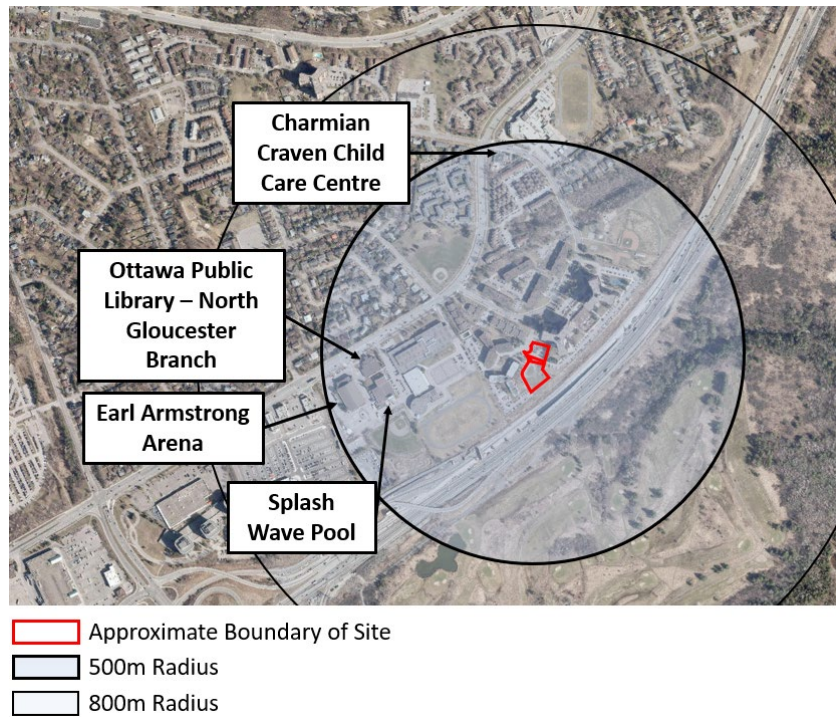 Charmian
Craven Child
Care Centre
Ottawa Public
Library – North
Gloucester
Branch
Earl Armstrong
Arena
Splash
Wave Pool
Approximate Boundary of Site
500m Radius
800m Radius